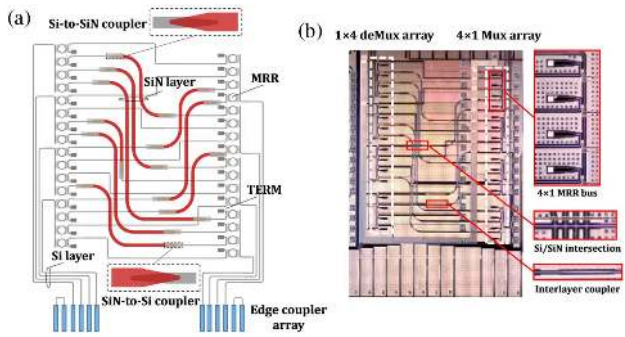 (a)
Si-to-SiN coupler
SiN layer
MRR
TERM
Si layer
SiN-to-Si coupler
Edge coupler
array
(b)
1×4 deMux array
4×1 Mux array
4×1 MRR bus
Si/SiN intersection
Interlayer coupler